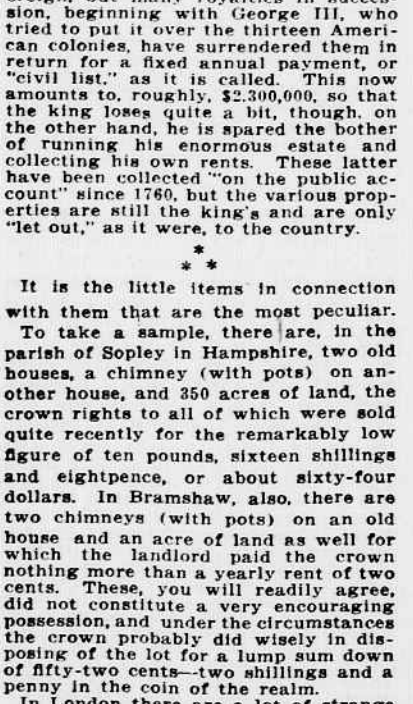 sion, beginning with George III, who
tried to put it over the thirteen Ameri-
can colonies, have surrendered them in
return for a fixed annual payment, or
"civil list," as it is called. This now
amounts to, roughly, $2,300,000, so that
the king loses quite a bit, though, on
the other hand, he is spared the bother
of running his enormous estate and
collecting his own rents. These latter
have been collected "on the public ac-
count" since 1760, but the various prop-
erties are still the king's and are only
"let out," as it were, to the country.
*
* *
It is the little items in connection
with them that are the most peculiar.
To take a sample, there are, in the
parish of Sopley in Hampshire, two old
houses, a chimney (with pots) on an-
other house, and 350 acres of land, the
crown rights to all of which were sold
quite recently for the remarkably low
figure of ten pounds, sixteen shillings
and eightpence, or about sixty-four
dollars. In Bramshaw, also, there are
two chimneys (with pots) on an old
house and an acre of land as well for
which the landlord paid the crown
nothing more than a yearly rent of two
cents. These, you will readily agree,
did not constitute a very encouraging
possession, and under the circumstances
the crown probably did wisely in dis-
posing of the lot for a lump sum down
of fifty-two cents—two shillings and a
penny in the coin of the realm.
In London there are a lot of strange